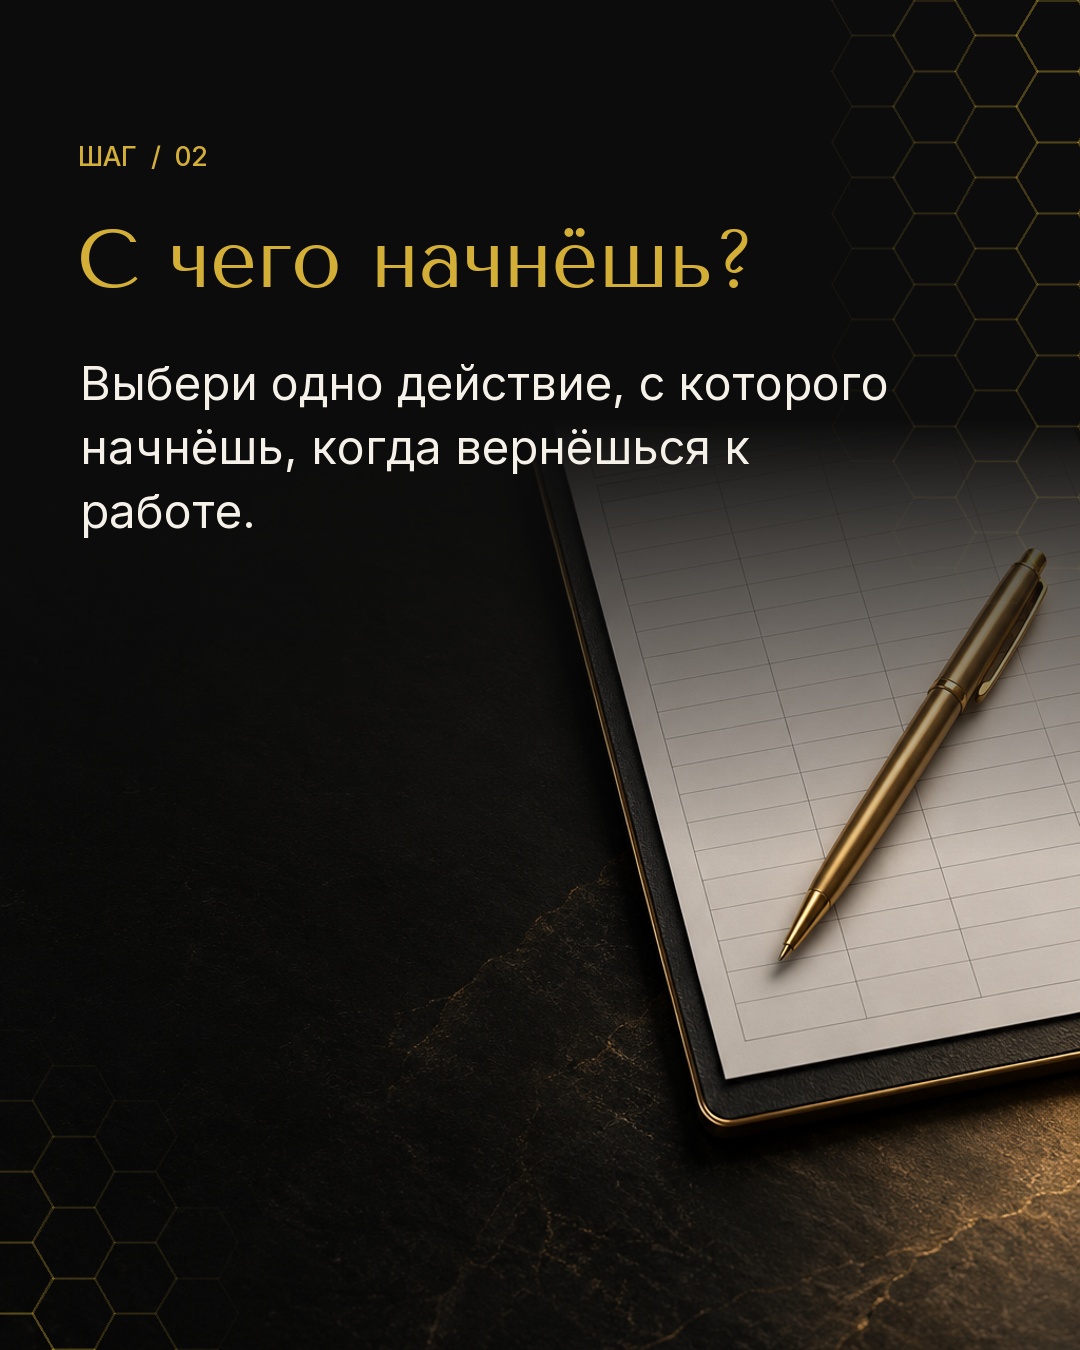 ШАГ / 02
С чего начнёшь?
Выбери одно действие, с которого
начнёшь, когда вернёшься к
работе.